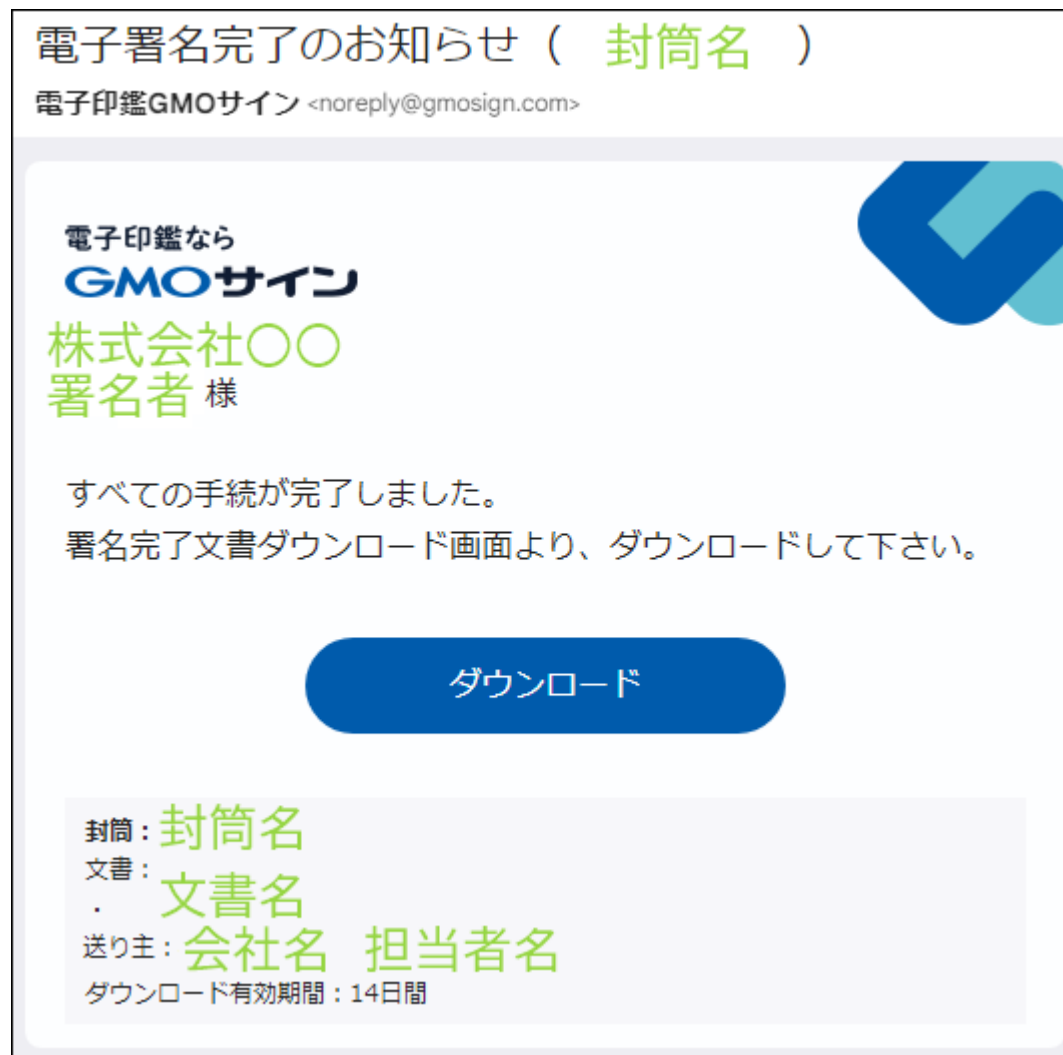 電子署名完了のお知らせ（ 封筒名 ）
電子印鑑GMOサイン <noreply@gmosign.com>
電子印鑑なら
GMOサイン
株式会社〇〇
署名者 様
すべての手続が完了しました。
署名完了文書ダウンロード画面より、ダウンロードして下さい。
ダウンロード
封筒：封筒名
文書：
・ 文書名
送り主：会社名 担当者名
ダウンロード有効期間：14日間